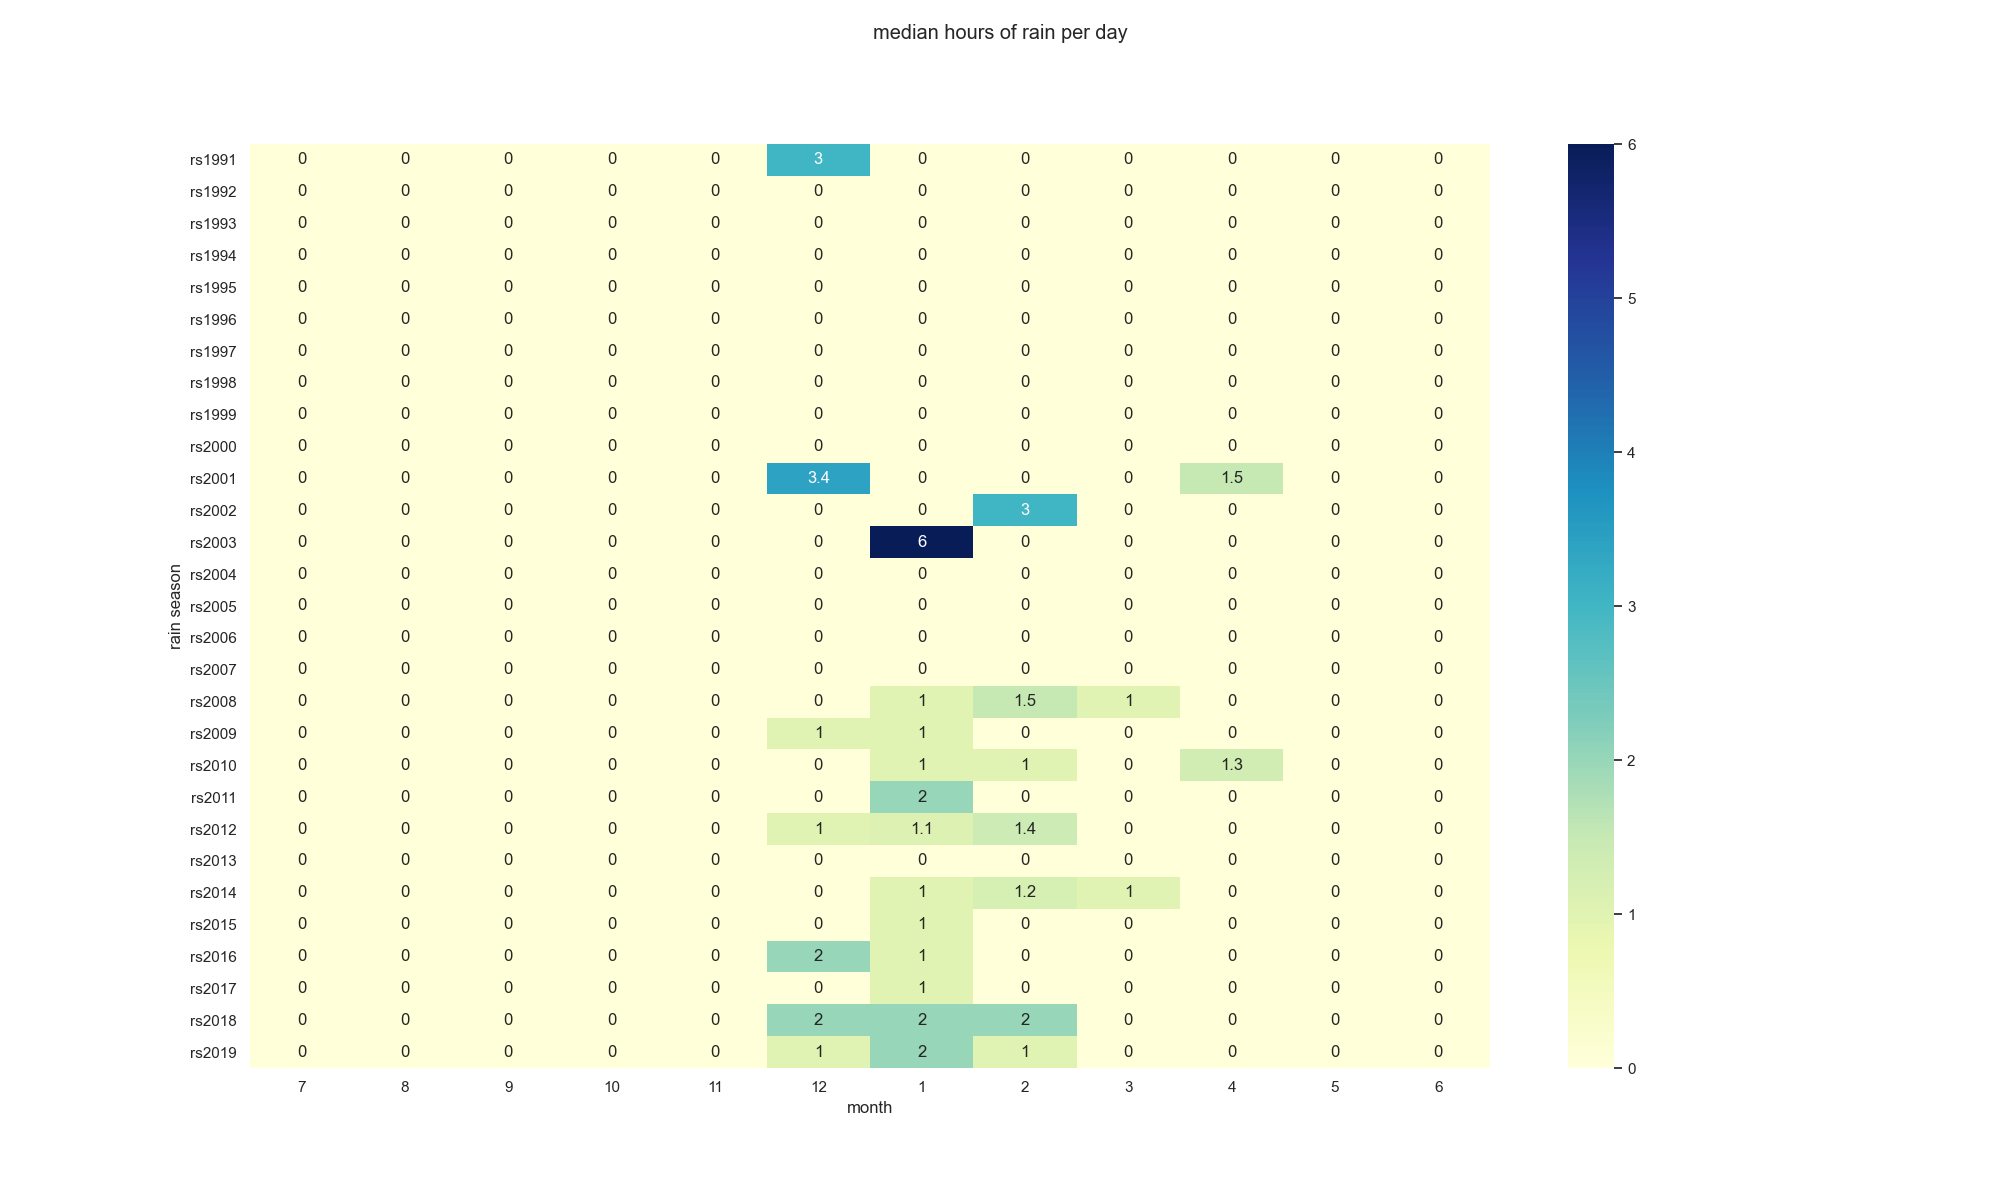 median hours of rain per day
rs1991 0 0 0 0 0 3 0 0 0 0 0 0 6
rs1992 0 0 0 0 0 0 0 0 0 0 0 0
rs1993 0 0 0 0 0 0 0 0 0 0 0 0
rs1994 0 0 0 0 0 0 0 0 0 0 0 0
rs1995 0 0 0 0 0 0 0 0 0 0 0 0 5
rs1996 0 0 0 0 0 0 0 0 0 0 0 0
rs1997 0 0 0 0 0 0 0 0 0 0 0 0
rs1998 0 0 0 0 0 0 0 0 0 0 0 0
rs1999 0 0 0 0 0 0 0 0 0 0 0 0
rs2000 0 0 0 0 0 0 0 0 0 0 0 0 4
rs2001 0 0 0 0 0 3.4 0 0 0 1.5 0 0
rs2002 0 0 0 0 0 0 0 3 0 0 0 0
rs2003 0 0 0 0 0 0 6 0 0 0 0 0
rs2004 0 0 0 0 0 0 0 0 0 0 0 0
rs2005 0 0 0 0 0 0 0 0 0 0 0 0 3
rain season
rs2006 0 0 0 0 0 0 0 0 0 0 0 0
rs2007 0 0 0 0 0 0 0 0 0 0 0 0
rs2008 0 0 0 0 0 0 1 1.5 1 0 0 0
rs2009 0 0 0 0 0 1 1 0 0 0 0 0
rs2010 0 0 0 0 0 0 1 1 0 1.3 0 0 2
rs2011 0 0 0 0 0 0 2 0 0 0 0 0
rs2012 0 0 0 0 0 1 1.1 1.4 0 0 0 0
rs2013 0 0 0 0 0 0 0 0 0 0 0 0
rs2014 0 0 0 0 0 0 1 1.2 1 0 0 0
rs2015 0 0 0 0 0 0 1 0 0 0 0 0 1
rs2016 0 0 0 0 0 2 1 0 0 0 0 0
rs2017 0 0 0 0 0 0 1 0 0 0 0 0
rs2018 0 0 0 0 0 2 2 2 0 0 0 0
rs2019 0 0 0 0 0 1 2 1 0 0 0 0 0
7 8 9 10 11 12 1 2 3 4 5 6
month